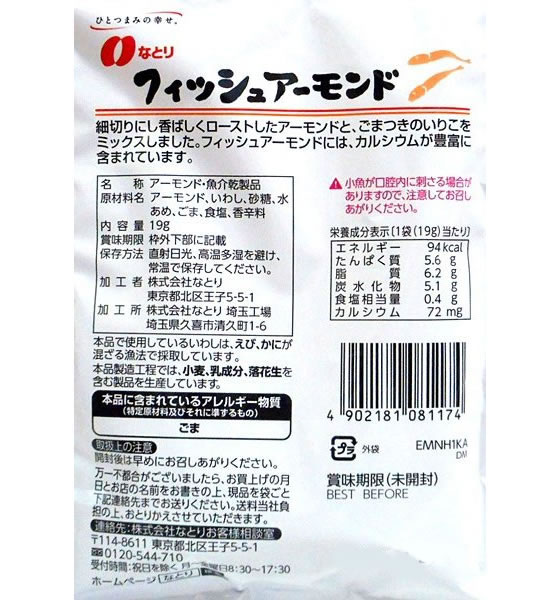 ひとつまみの幸せ。
なとり
フィッシュアーモンド
細切りにし香ばしくローストしたアーモンドと、ごまつきのいりこを
ミックスしました。フィッシュアーモンドには、カルシウムが豊富に
含まれています。
名称 アーモンド・魚介乾製品
原材料名 アーモンド、いわし、砂糖、水
あめ、ごま、食塩、香辛料
内容量 19g
賞味期限 枠外下部に記載
保存方法 直射日光、高温多湿を避け、
常温で保存してください。
加工者 株式会社なとり
東京都北区王子5-5-1
加工所 株式会社なとり 埼玉工場
埼玉県久喜市清久町1-6
本品で使用しているいわしは、えび、かにが
混ざる漁法で採取しています。
本品製造工程では、小麦、乳成分、落花生を
含む製品を生産しています。
本品に含まれているアレルギー物質
(特定原材料及びそれに準ずるもの)
ごま
取扱上の注意
開封後は早めにお召しあがりください。
万一不都合がございましたら、お買上げの月
日とお店の名前をお書きの上、現品を袋ごと
下記連絡先までお送りください。送料当社負
担の上、おとりかえさせていただきます。
連絡先:株式会社なとりお客様相談室
〒114-8611 東京都北区王子5-5-1
0120-544-710
受付時間:祝日を除く月 曜日8:30〜17:30
ホームページ なとり
小魚が口腔内に刺さる場合が
ありますので、注意してお召し
あがりください。
栄養成分表示(1袋(19g)当たり)
エネルギー 94kcal
たんぱく質 5.6 g
脂質 6.2 g
炭水化物 5.1 g
食塩相当量 0.4 g
カルシウム 72 mg
4 902181 081174
プラ 外袋
EMNH1KA
DM
賞味期限(未開封)
BEST BEFORE